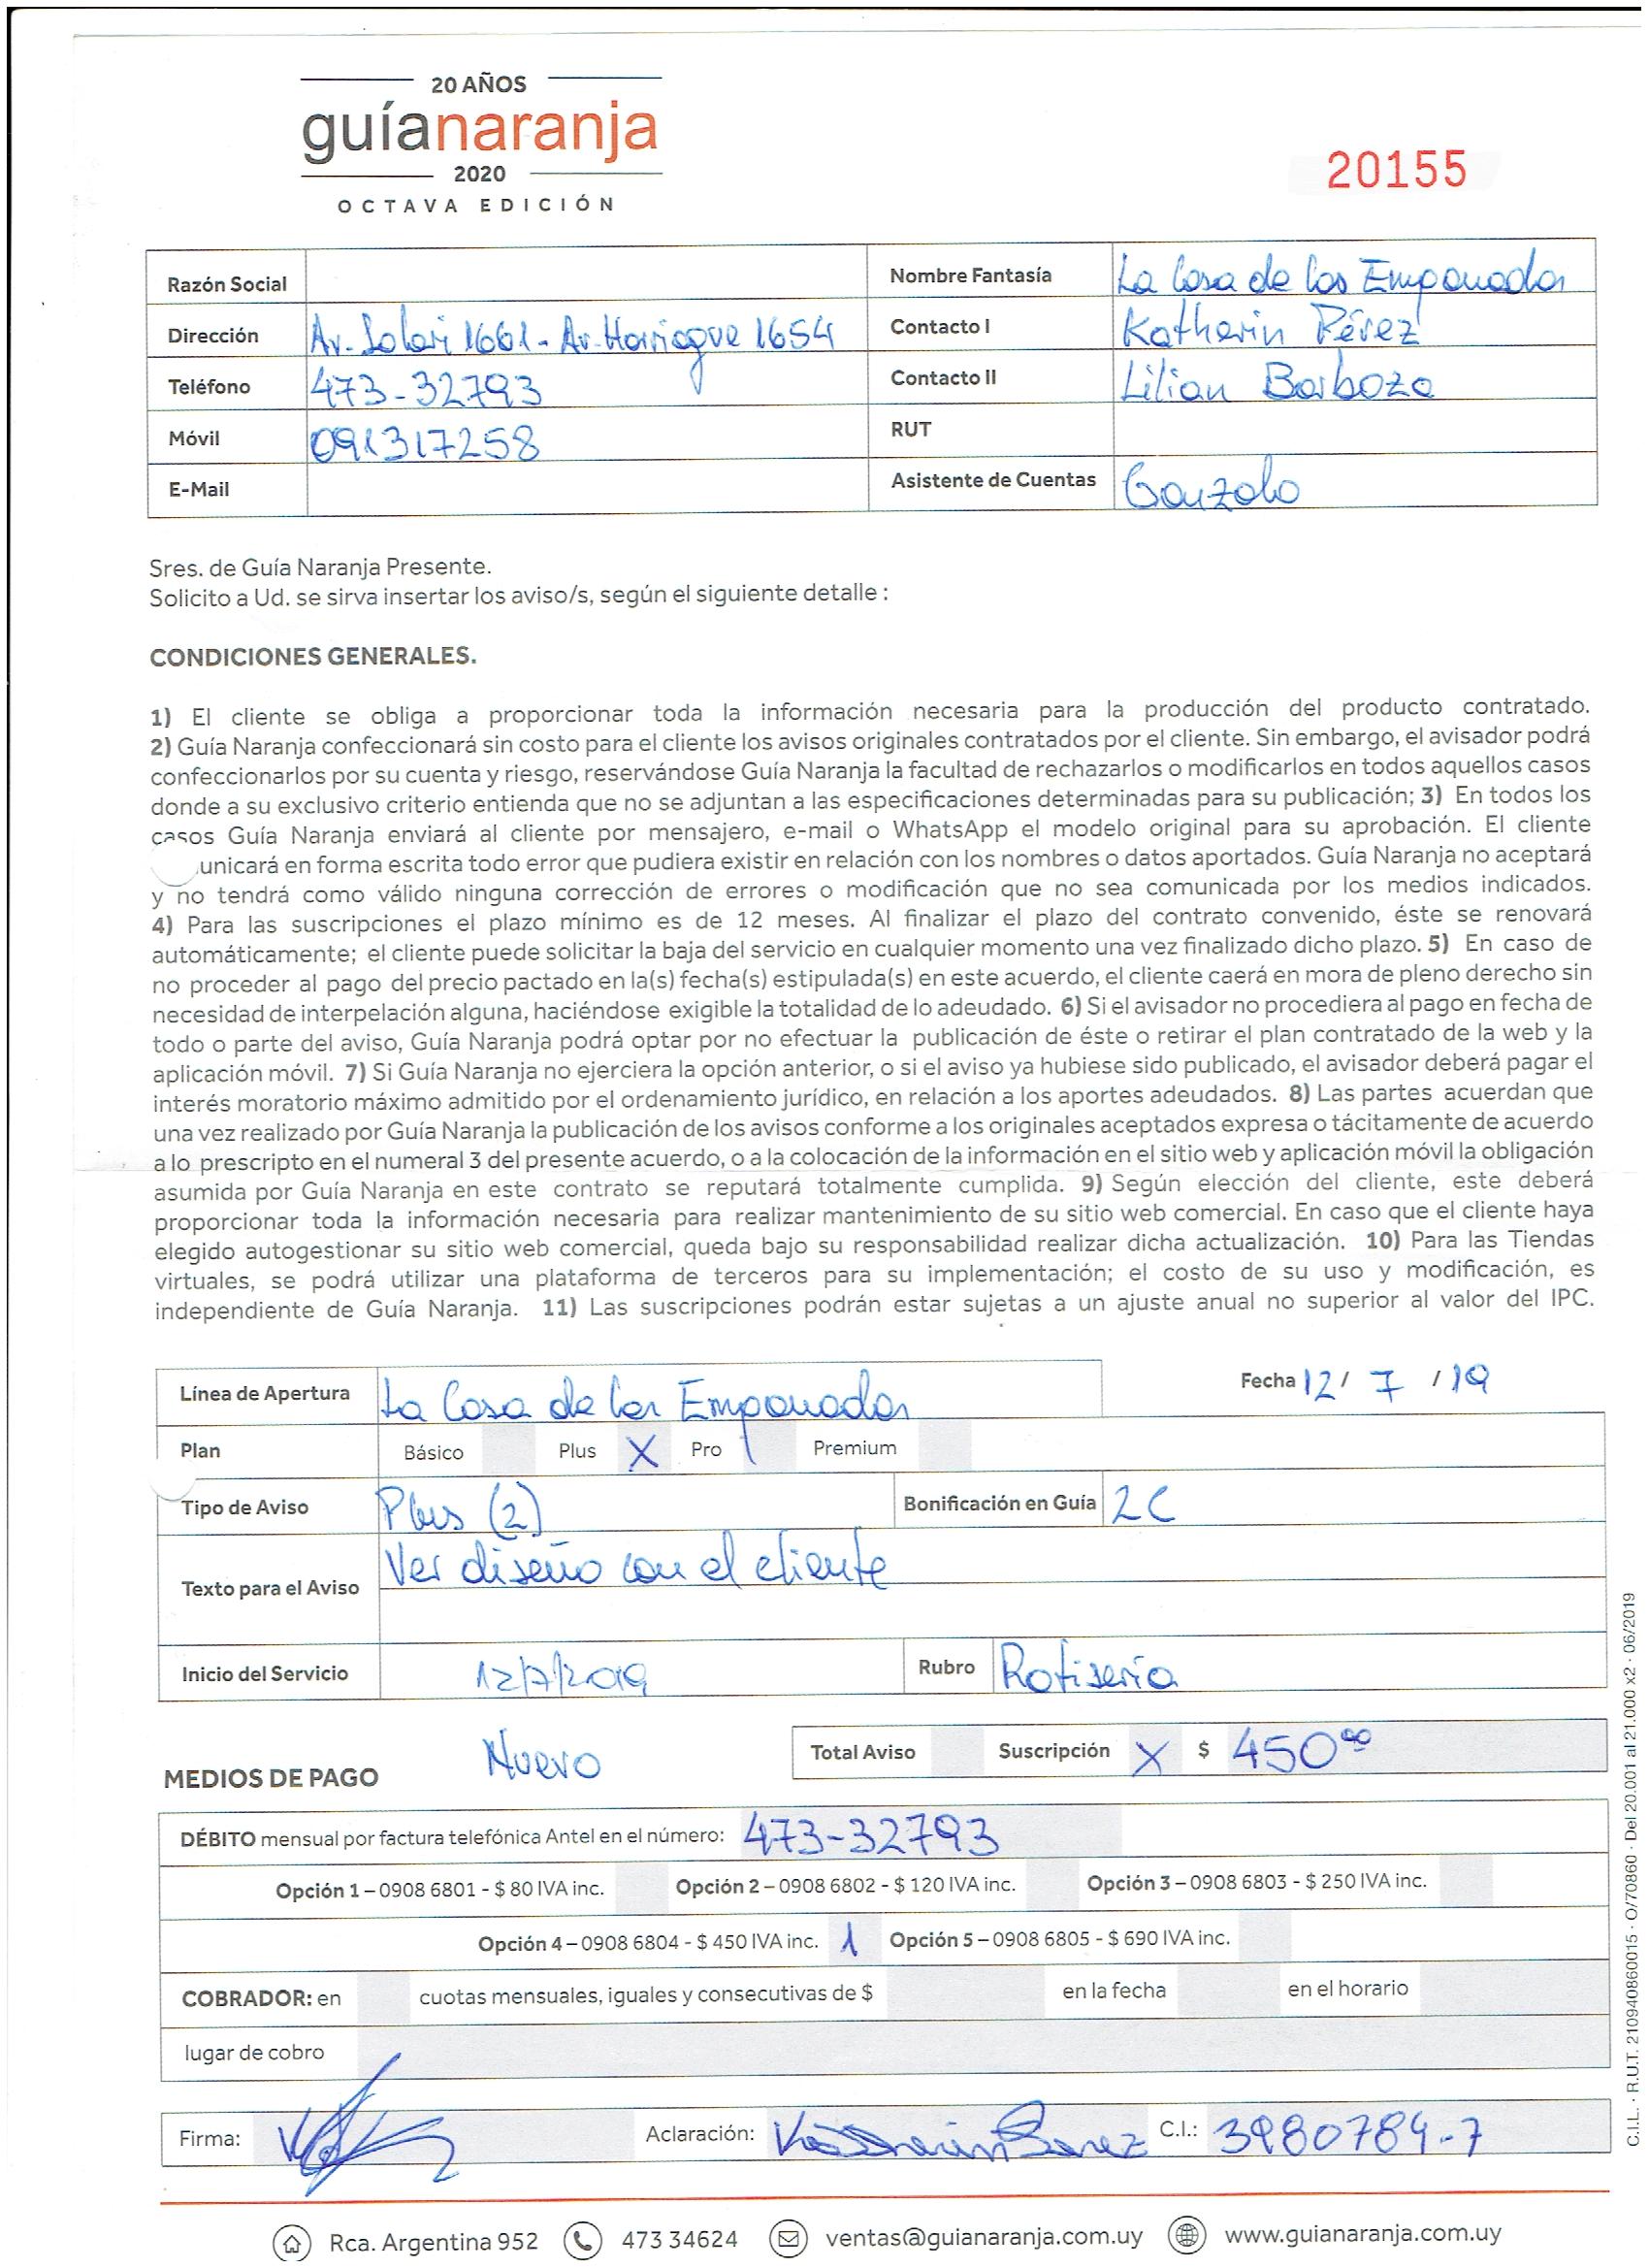 20 AÑOS
guíanaranja
2020
OCTAVA EDICIÓN
20155
Razón Social
Nombre Fantasía La Casa de las Empanadas
Dirección Av. Solari 1661 - Av. Harriague 1654
Contacto I Katherin Pérez
Teléfono 473-32793
Contacto II Lilian Barboza
Móvil 091317258
RUT
E-Mail
Asistente de Cuentas Gonzalo
Sres. de Guía Naranja Presente.
Solicito a Ud. se sirva insertar los aviso/s, según el siguiente detalle :
CONDICIONES GENERALES.
1) El cliente se obliga a proporcionar toda la información necesaria para la producción del producto contratado.
2) Guía Naranja confeccionará sin costo para el cliente los avisos originales contratados por el cliente. Sin embargo, el avisador podrá
confeccionarlos por su cuenta y riesgo, reservándose Guía Naranja la facultad de rechazarlos o modificarlos en todos aquellos casos
donde a su exclusivo criterio entienda que no se adjuntan a las especificaciones determinadas para su publicación; 3) En todos los
casos Guía Naranja enviará al cliente por mensajero, e-mail o WhatsApp el modelo original para su aprobación. El cliente
unicará en forma escrita todo error que pudiera existir en relación con los nombres o datos aportados. Guía Naranja no aceptará
y no tendrá como válido ninguna corrección de errores o modificación que no sea comunicada por los medios indicados.
4) Para las suscripciones el plazo mínimo es de 12 meses. Al finalizar el plazo del contrato convenido, éste se renovará
automáticamente; el cliente puede solicitar la baja del servicio en cualquier momento una vez finalizado dicho plazo. 5) En caso de
no proceder al pago del precio pactado en la(s) fecha(s) estipulada(s) en este acuerdo, el cliente caerá en mora de pleno derecho sin
necesidad de interpelación alguna, haciéndose exigible la totalidad de lo adeudado. 6) Si el avisador no procediera al pago en fecha de
todo o parte del aviso, Guía Naranja podrá optar por no efectuar la publicación de éste o retirar el plan contratado de la web y la
aplicación móvil. 7) Si Guía Naranja no ejerciera la opción anterior, o si el aviso ya hubiese sido publicado, el avisador deberá pagar el
interés moratorio máximo admitido por el ordenamiento jurídico, en relación a los aportes adeudados. 8) Las partes acuerdan que
una vez realizado por Guía Naranja la publicación de los avisos conforme a los originales aceptados expresa o tácitamente de acuerdo
a lo prescripto en el numeral 3 del presente acuerdo, o a la colocación de la información en el sitio web y aplicación móvil la obligación
asumida por Guía Naranja en este contrato se reputará totalmente cumplida. 9) Según elección del cliente, este deberá
proporcionar toda la información necesaria para realizar mantenimiento de su sitio web comercial. En caso que el cliente haya
elegido autogestionar su sitio web comercial, queda bajo su responsabilidad realizar dicha actualización. 10) Para las Tiendas
virtuales, se podrá utilizar una plataforma de terceros para su implementación; el costo de su uso y modificación, es
independiente de Guía Naranja. 11) Las suscripciones podrán estar sujetas a un ajuste anual no superior al valor del IPC.
Línea de Apertura La Casa de las Empanadas
Fecha 12/ 7 /19
Plan Básico Plus X Pro Premium
Tipo de Aviso Plus (2) Bonificación en Guía 2C
Texto para el Aviso Ver diseño con el cliente
Inicio del Servicio 12/7/2019 Rubro Rotisería
MEDIOS DE PAGO Nuevo
Total Aviso Suscripción X $ 450⁰⁰
DÉBITO mensual por factura telefónica Antel en el número: 473-32793
Opción 1 – 0908 6801 - $ 80 IVA inc. Opción 2 – 0908 6802 - $ 120 IVA inc. Opción 3 – 0908 6803 - $ 250 IVA inc.
Opción 4 – 0908 6804 - $ 450 IVA inc. 1 Opción 5 – 0908 6805 - $ 690 IVA inc.
COBRADOR: en cuotas mensuales, iguales y consecutivas de $ en la fecha en el horario
lugar de cobro
Firma: Aclaración: C.I.: 3980784-7
Rca. Argentina 952 473 34624 ventas@guianaranja.com.uy www.guianaranja.com.uy
C.I.L. · R.U.T. 210940860015 · O/70860 · Del 20.001 al 21.000 x2 · 06/2019